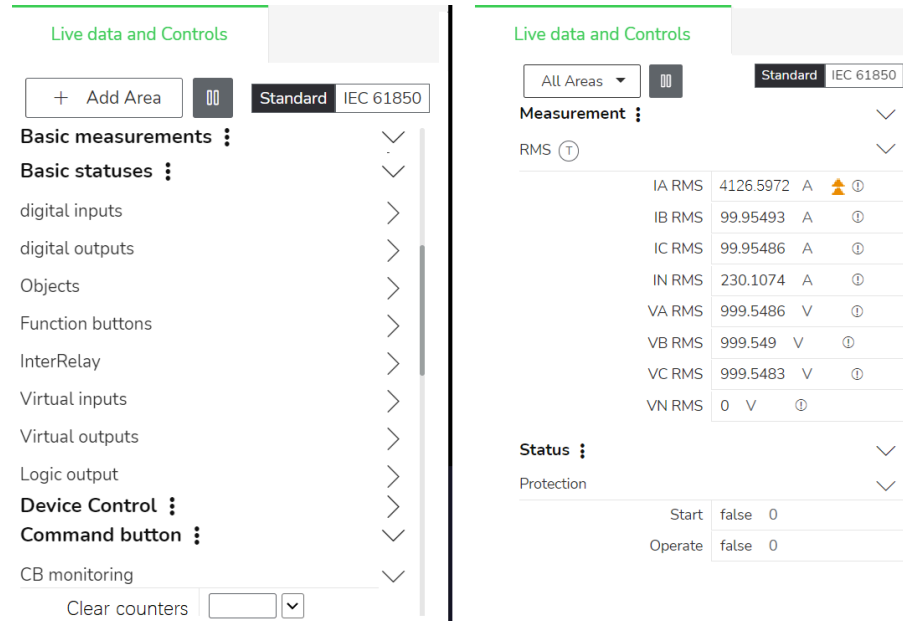 Live data and Controls
+ Add Area Standard IEC 61850
Basic measurements
Basic statuses
digital inputs
digital outputs
Objects
Function buttons
InterRelay
Virtual inputs
Virtual outputs
Logic output
Device Control
Command button
CB monitoring
Clear counters
Live data and Controls
All Areas Standard IEC 61850
Measurement
RMS T
IA RMS 4126.5972 A
IB RMS 99.95493 A
IC RMS 99.95486 A
IN RMS 230.1074 A
VA RMS 999.5486 V
VB RMS 999.549 V
VC RMS 999.5483 V
VN RMS 0 V
Status
Protection
Start false 0
Operate false 0